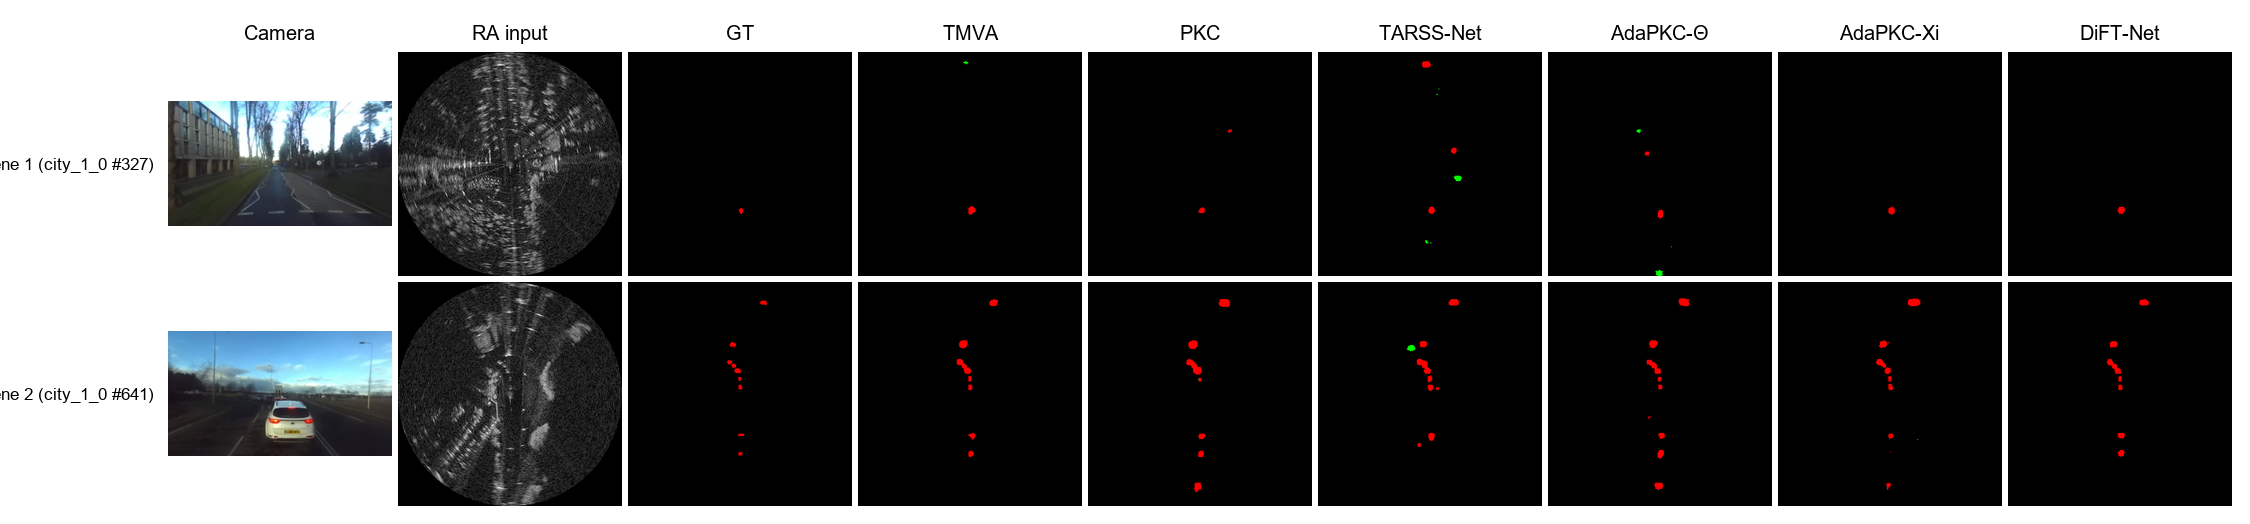 Camera RA input GT TMVA PKC TARSS-Net AdaPKC-Θ AdaPKC-Xi DiFT-Net
ne 1 (city_1_0 #327)
ne 2 (city_1_0 #641)